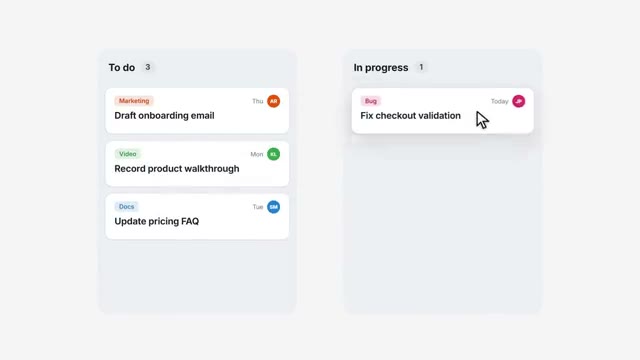 To do 3
Marketing Thu AR
Draft onboarding email
Video Mon KL
Record product walkthrough
Docs Tue SM
Update pricing FAQ
In progress 1
Bug Today JP
Fix checkout validation